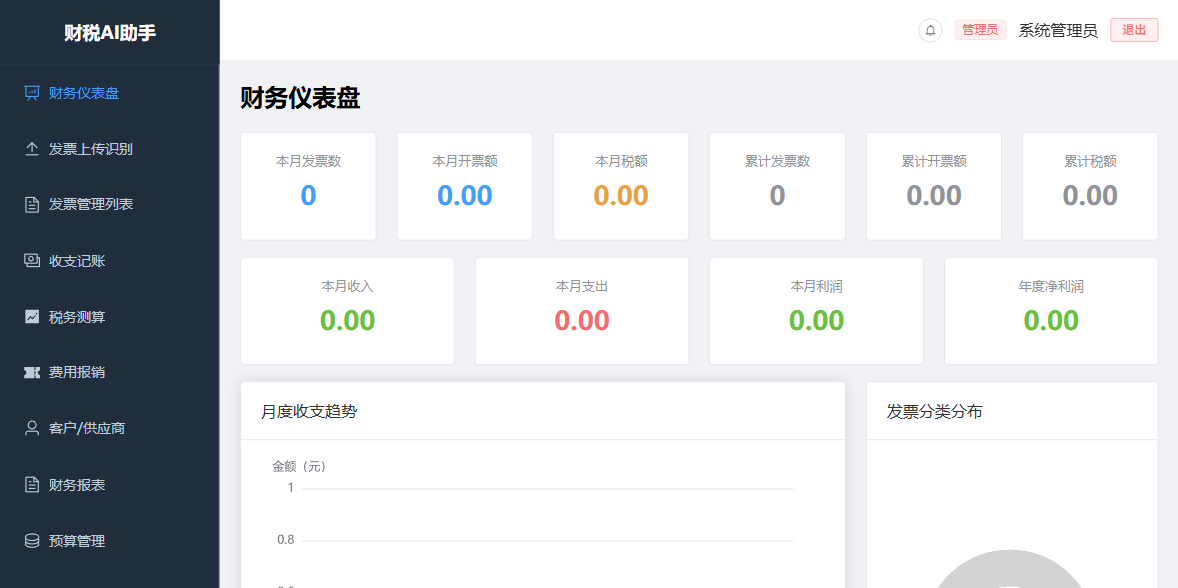 财税AI助手
管理员 系统管理员 退出
财务仪表盘
发票上传识别
发票管理列表
收支记账
税务测算
费用报销
客户/供应商
财务报表
预算管理
财务仪表盘
本月发票数
0
本月开票额
0.00
本月税额
0.00
累计发票数
0
累计开票额
0.00
累计税额
0.00
本月收入
0.00
本月支出
0.00
本月利润
0.00
年度净利润
0.00
月度收支趋势
金额（元）
1
0.8
发票分类分布